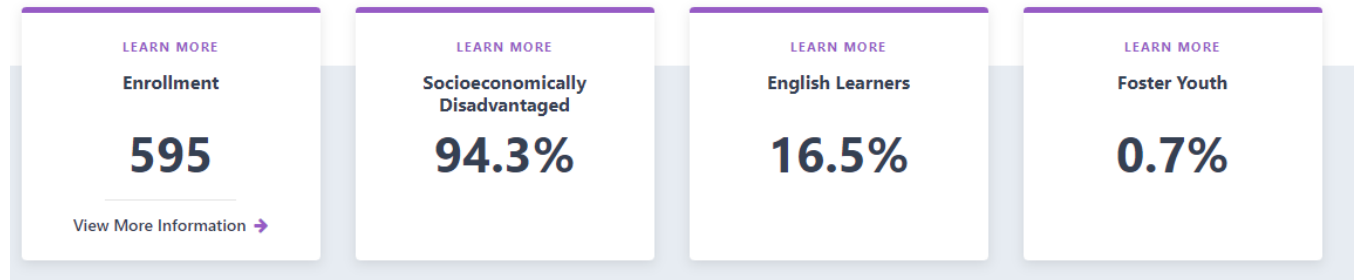 LEARN MORE
Enrollment
595
View More Information
LEARN MORE
Socioeconomically
Disadvantaged
94.3%
LEARN MORE
English Learners
16.5%
LEARN MORE
Foster Youth
0.7%